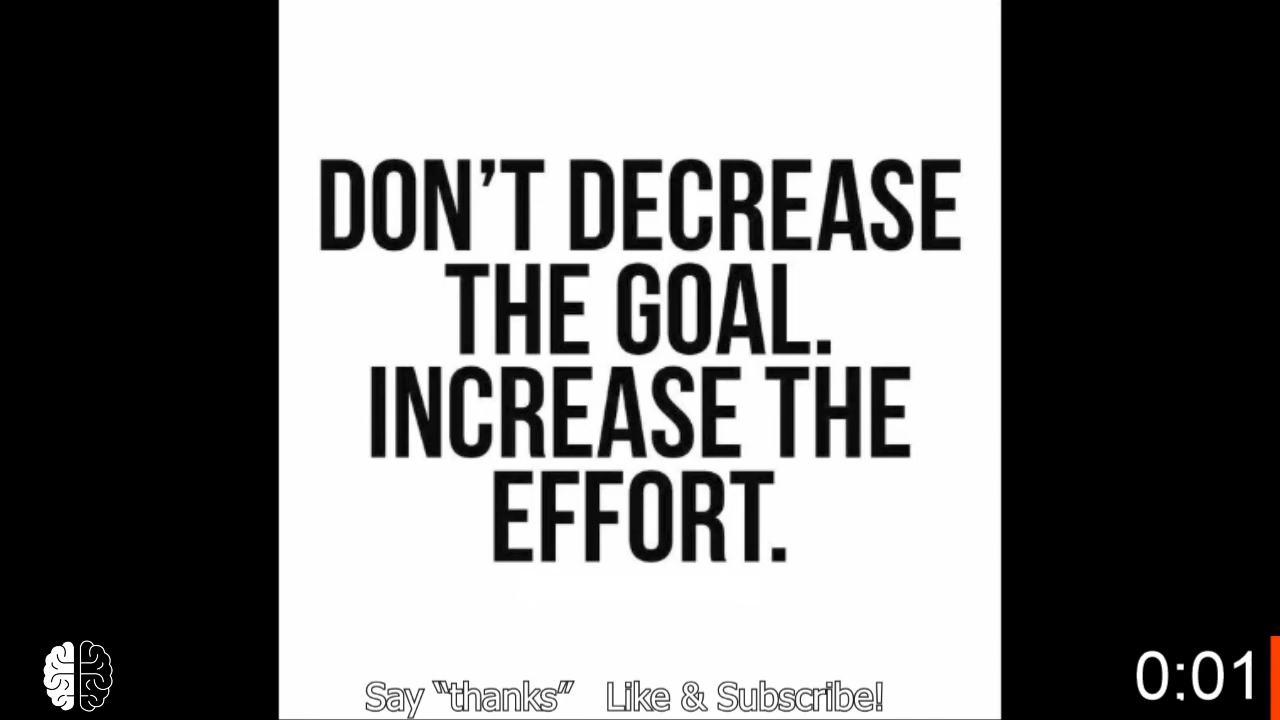 DON'T DECREASE
THE GOAL.
INCREASE THE
EFFORT.
Say “thanks” Like & Subscribe!
0:01